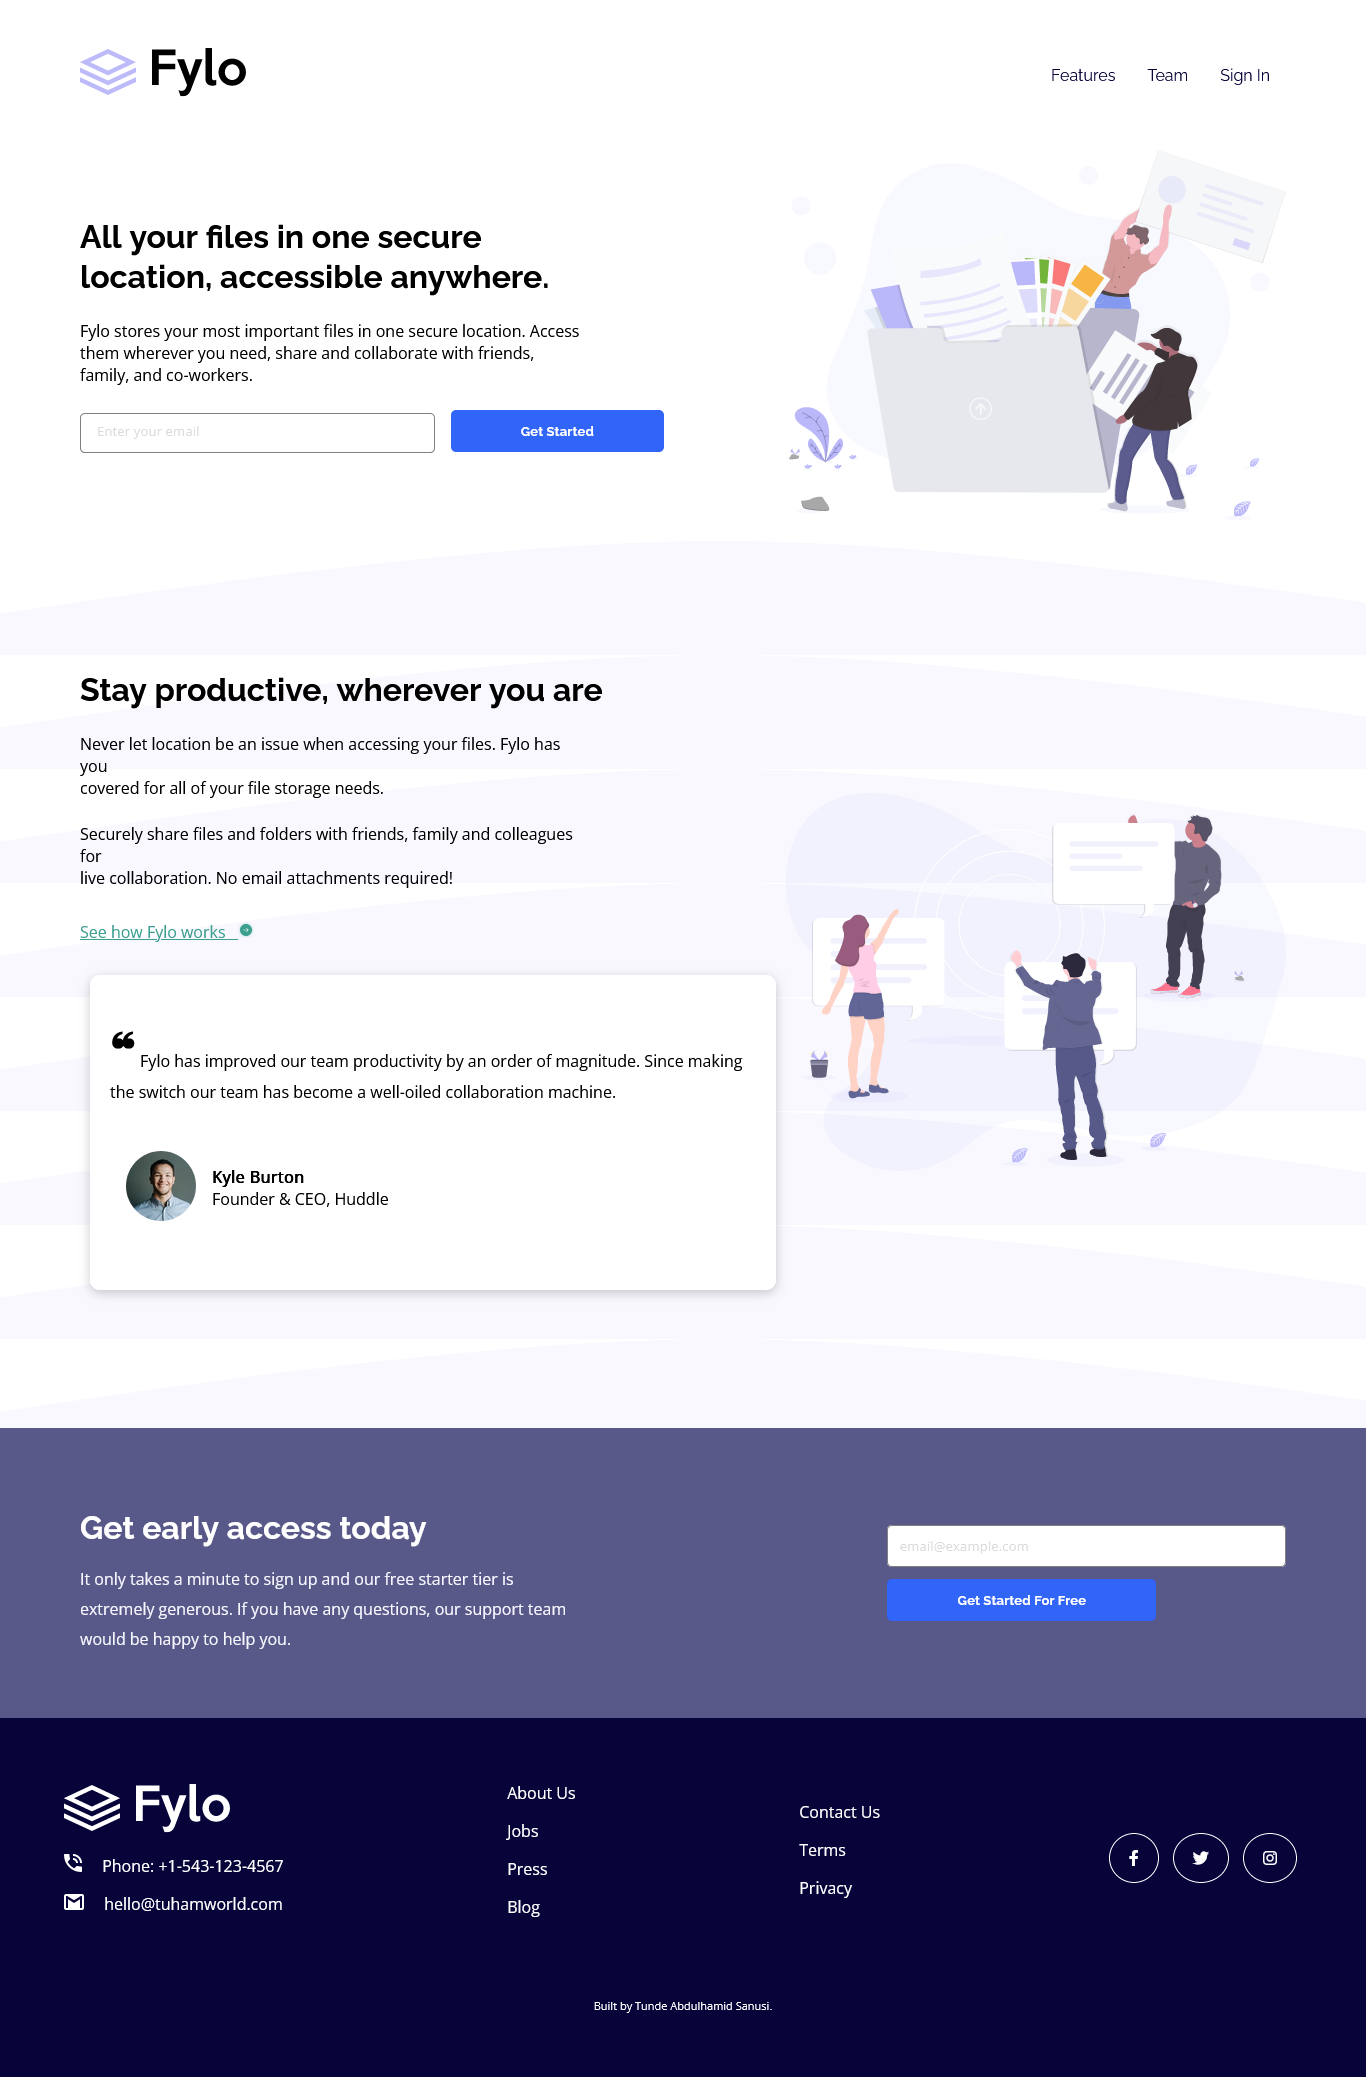 Fylo
Features Team Sign In
All your files in one secure
location, accessible anywhere.
Fylo stores your most important files in one secure location. Access
them wherever you need, share and collaborate with friends,
family, and co-workers.
Enter your email
Get Started
Stay productive, wherever you are
Never let location be an issue when accessing your files. Fylo has
you
covered for all of your file storage needs.
Securely share files and folders with friends, family and colleagues
for
live collaboration. No email attachments required!
See how Fylo works
❝ Fylo has improved our team productivity by an order of magnitude. Since making
the switch our team has become a well-oiled collaboration machine.
Kyle Burton
Founder & CEO, Huddle
Get early access today
It only takes a minute to sign up and our free starter tier is
extremely generous. If you have any questions, our support team
would be happy to help you.
email@example.com
Get Started For Free
Fylo
Phone: +1-543-123-4567
hello@tuhamworld.com
About Us
Jobs
Press
Blog
Contact Us
Terms
Privacy
Built by Tunde Abdulhamid Sanusi.